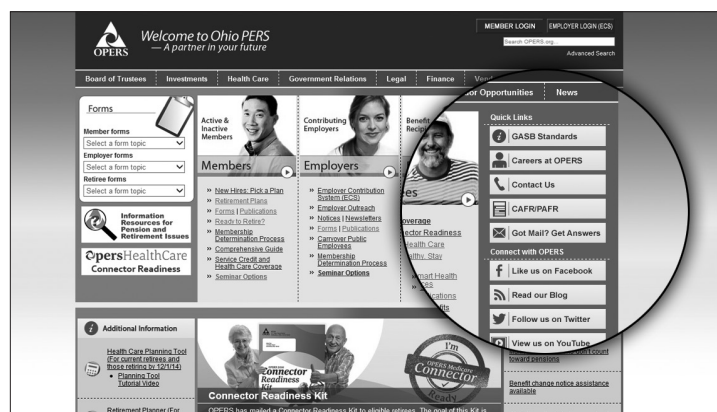 Welcome to Ohio PERS
— A partner in your future
OPERS
MEMBER LOGIN
EMPLOYER LOGIN (ECS)
Search OPERS.org...
Advanced Search
Board of Trustees
Investments
Health Care
Government Relations
Legal
Finance
or Opportunities
News
Forms
Member forms
Select a form topic
Employer forms
Select a form topic
Retiree forms
Select a form topic
Information
Resources for
Pension and
Retirement Issues
OpersHealthCare
Connector Readiness
Active &
Inactive
Members
Members
» New Hires: Pick a Plan
» Retirement Plans
» Forms | Publications
» Ready to Retire?
» Membership
Determination Process
» Comprehensive Guide
» Service Credit and
Health Care Coverage
» Seminar Options
Contributing
Employers
Employers
» Employer Contribution
System (ECS)
» Employer Outreach
» Notices | Newsletters
» Forms | Publications
» Carryover Public
Employees
» Membership
Determination Process
» Seminar Options
Benefit
es
overage
ector Readiness
Health Care
lthy, Stay
mart Health
ces
lications
fits
Quick Links
GASB Standards
Careers at OPERS
Contact Us
CAFR/PAFR
Got Mail? Get Answers
Connect with OPERS
Like us on Facebook
Read our Blog
Follow us on Twitter
View us on YouTube
Additional Information
Health Care Planning Tool
(For current retirees and
those retiring by 12/1/14)
• Planning Tool
Tutorial Video
Retirement Planner (For
Connector
Readiness
Kit
I'm
OPERS Medicare
Connector
Ready
Connector Readiness Kit
OPERS has mailed a Connector Readiness Kit to eligible retirees. The goal of this Kit is
count
toward pensions
Benefit change notice assistance
available